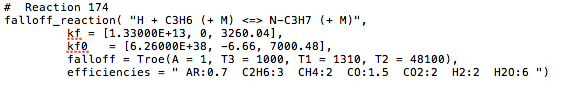 #  Reaction 174
falloff_reaction( "H + C3H6 (+ M) <=> N-C3H7 (+ M)",
kf = [1.33000E+13, 0, 3260.04],
kf0   = [6.26000E+38, -6.66, 7000.48],
falloff = Troe(A = 1, T3 = 1000, T1 = 1310, T2 = 48100),
efficiencies = " AR:0.7  C2H6:3  CH4:2  CO:1.5  CO2:2  H2:2  H2O:6 ")